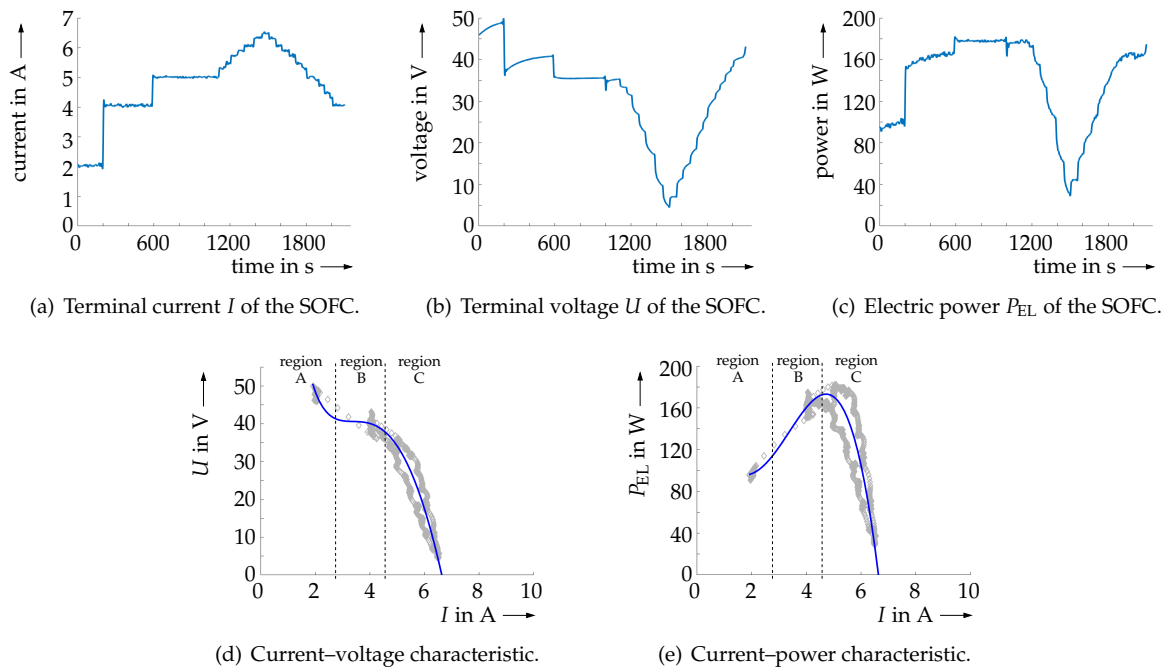 7
6
5
4
3
2
1
0
current in A
0 600 1200 1800
time in s
(a) Terminal current I of the SOFC.
50
40
30
20
10
0
voltage in V
0 600 1200 1800
time in s
(b) Terminal voltage U of the SOFC.
200
160
120
80
40
0
power in W
0 600 1200 1800
time in s
(c) Electric power P_EL of the SOFC.
region A
region B
region C
50
40
30
20
10
0
U in V
0 2 4 6 8 10
I in A
(d) Current–voltage characteristic.
region A
region B
region C
200
160
120
80
40
0
P_EL in W
0 2 4 6 8 10
I in A
(e) Current–power characteristic.